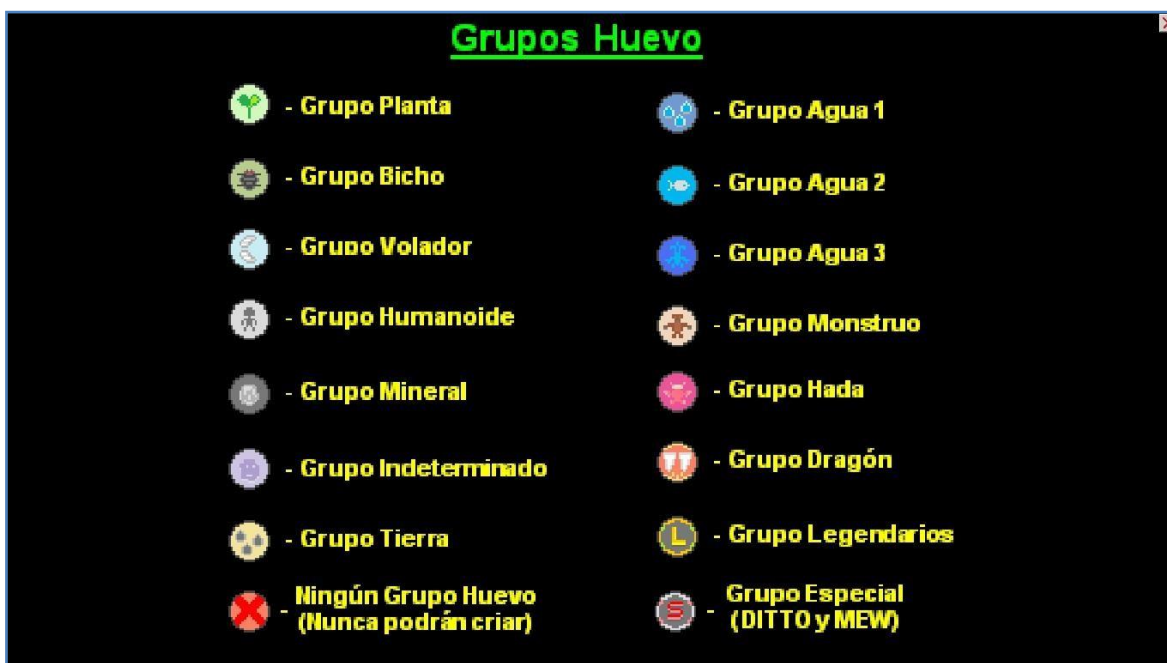 Grupos Huevo
- Grupo Planta
- Grupo Bicho
- Grupo Volador
- Grupo Humanoide
- Grupo Mineral
- Grupo Indeterminado
- Grupo Tierra
- Ningún Grupo Huevo
(Nunca podrán criar)
- Grupo Agua 1
- Grupo Agua 2
- Grupo Agua 3
- Grupo Monstruo
- Grupo Hada
- Grupo Dragón
L
- Grupo Legendarios
S
- Grupo Especial
(DITTO y MEW)